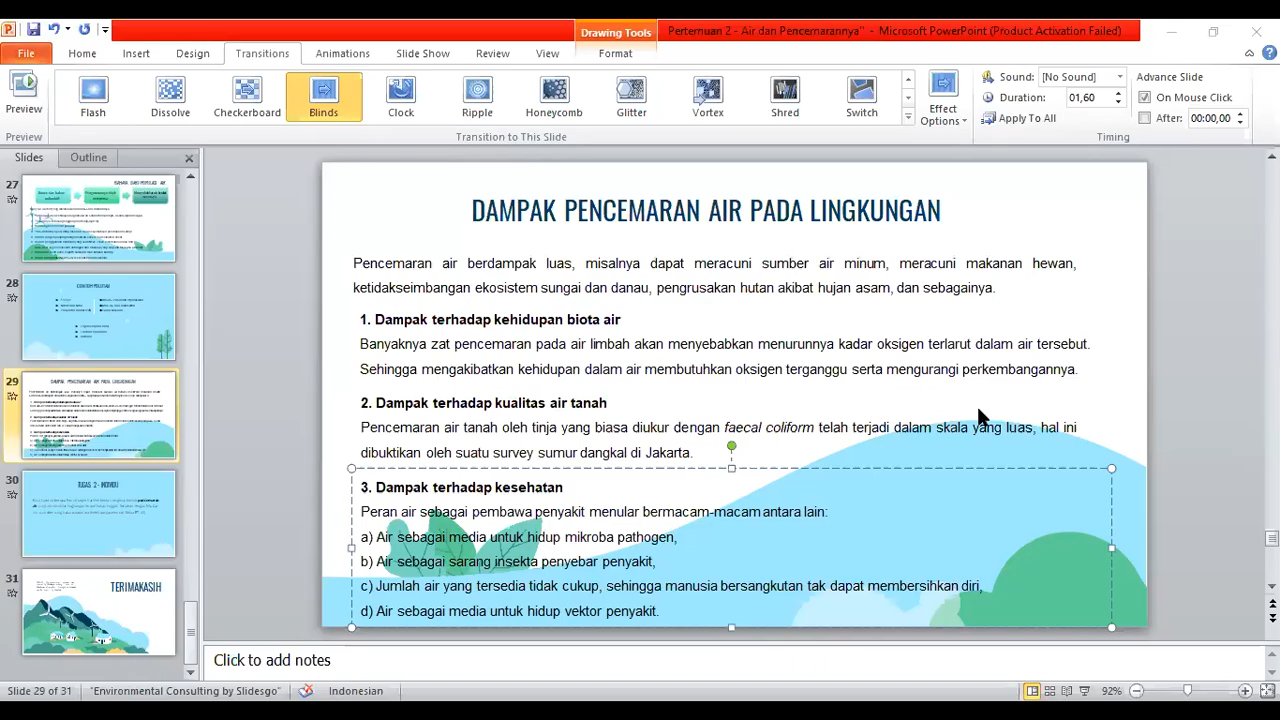 Drawing Tools
Pertemuan 2 - Air dan Pencemarannya" - Microsoft PowerPoint (Product Activation Failed)
File Home Insert Design Transitions Animations Slide Show Review View Format
Preview
Flash Dissolve Checkerboard Blinds Clock Ripple Honeycomb Glitter Vortex Shred Switch
Effect Options
Sound: [No Sound]
Duration: 01,60
Apply To All
Advance Slide
On Mouse Click
After: 00:00,00
Preview
Transition to This Slide
Timing
Slides Outline
27
28
29
DAMPAK PENCEMARAN AIR PADA LINGKUNGAN
30
TUGAS 2 - INDIVIDU
31
TERIMAKASIH
DAMPAK PENCEMARAN AIR PADA LINGKUNGAN
Pencemaran air berdampak luas, misalnya dapat meracuni sumber air minum, meracuni makanan hewan,
ketidakseimbangan ekosistem sungai dan danau, pengrusakan hutan akibat hujan asam, dan sebagainya.
1. Dampak terhadap kehidupan biota air
Banyaknya zat pencemaran pada air limbah akan menyebabkan menurunnya kadar oksigen terlarut dalam air tersebut.
Sehingga mengakibatkan kehidupan dalam air membutuhkan oksigen terganggu serta mengurangi perkembangannya.
2. Dampak terhadap kualitas air tanah
Pencemaran air tanah oleh tinja yang biasa diukur dengan faecal coliform telah terjadi dalam skala yang luas, hal ini
dibuktikan oleh suatu survey sumur dangkal di Jakarta.
3. Dampak terhadap kesehatan
Peran air sebagai pembawa penyakit menular bermacam-macam antara lain:
a) Air sebagai media untuk hidup mikroba pathogen,
b) Air sebagai sarang insekta penyebar penyakit,
c) Jumlah air yang tersedia tidak cukup, sehingga manusia bersangkutan tak dapat membersihkan diri,
d) Air sebagai media untuk hidup vektor penyakit.
Click to add notes
Slide 29 of 31
"Environmental Consulting by Slidesgo"
Indonesian
92%